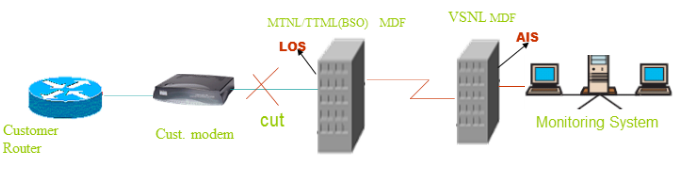 MTNL/TTML(BSO) MDF
VSNL MDF
LOS
AIS
cut
Customer
Router
Cust. modem
Monitoring System